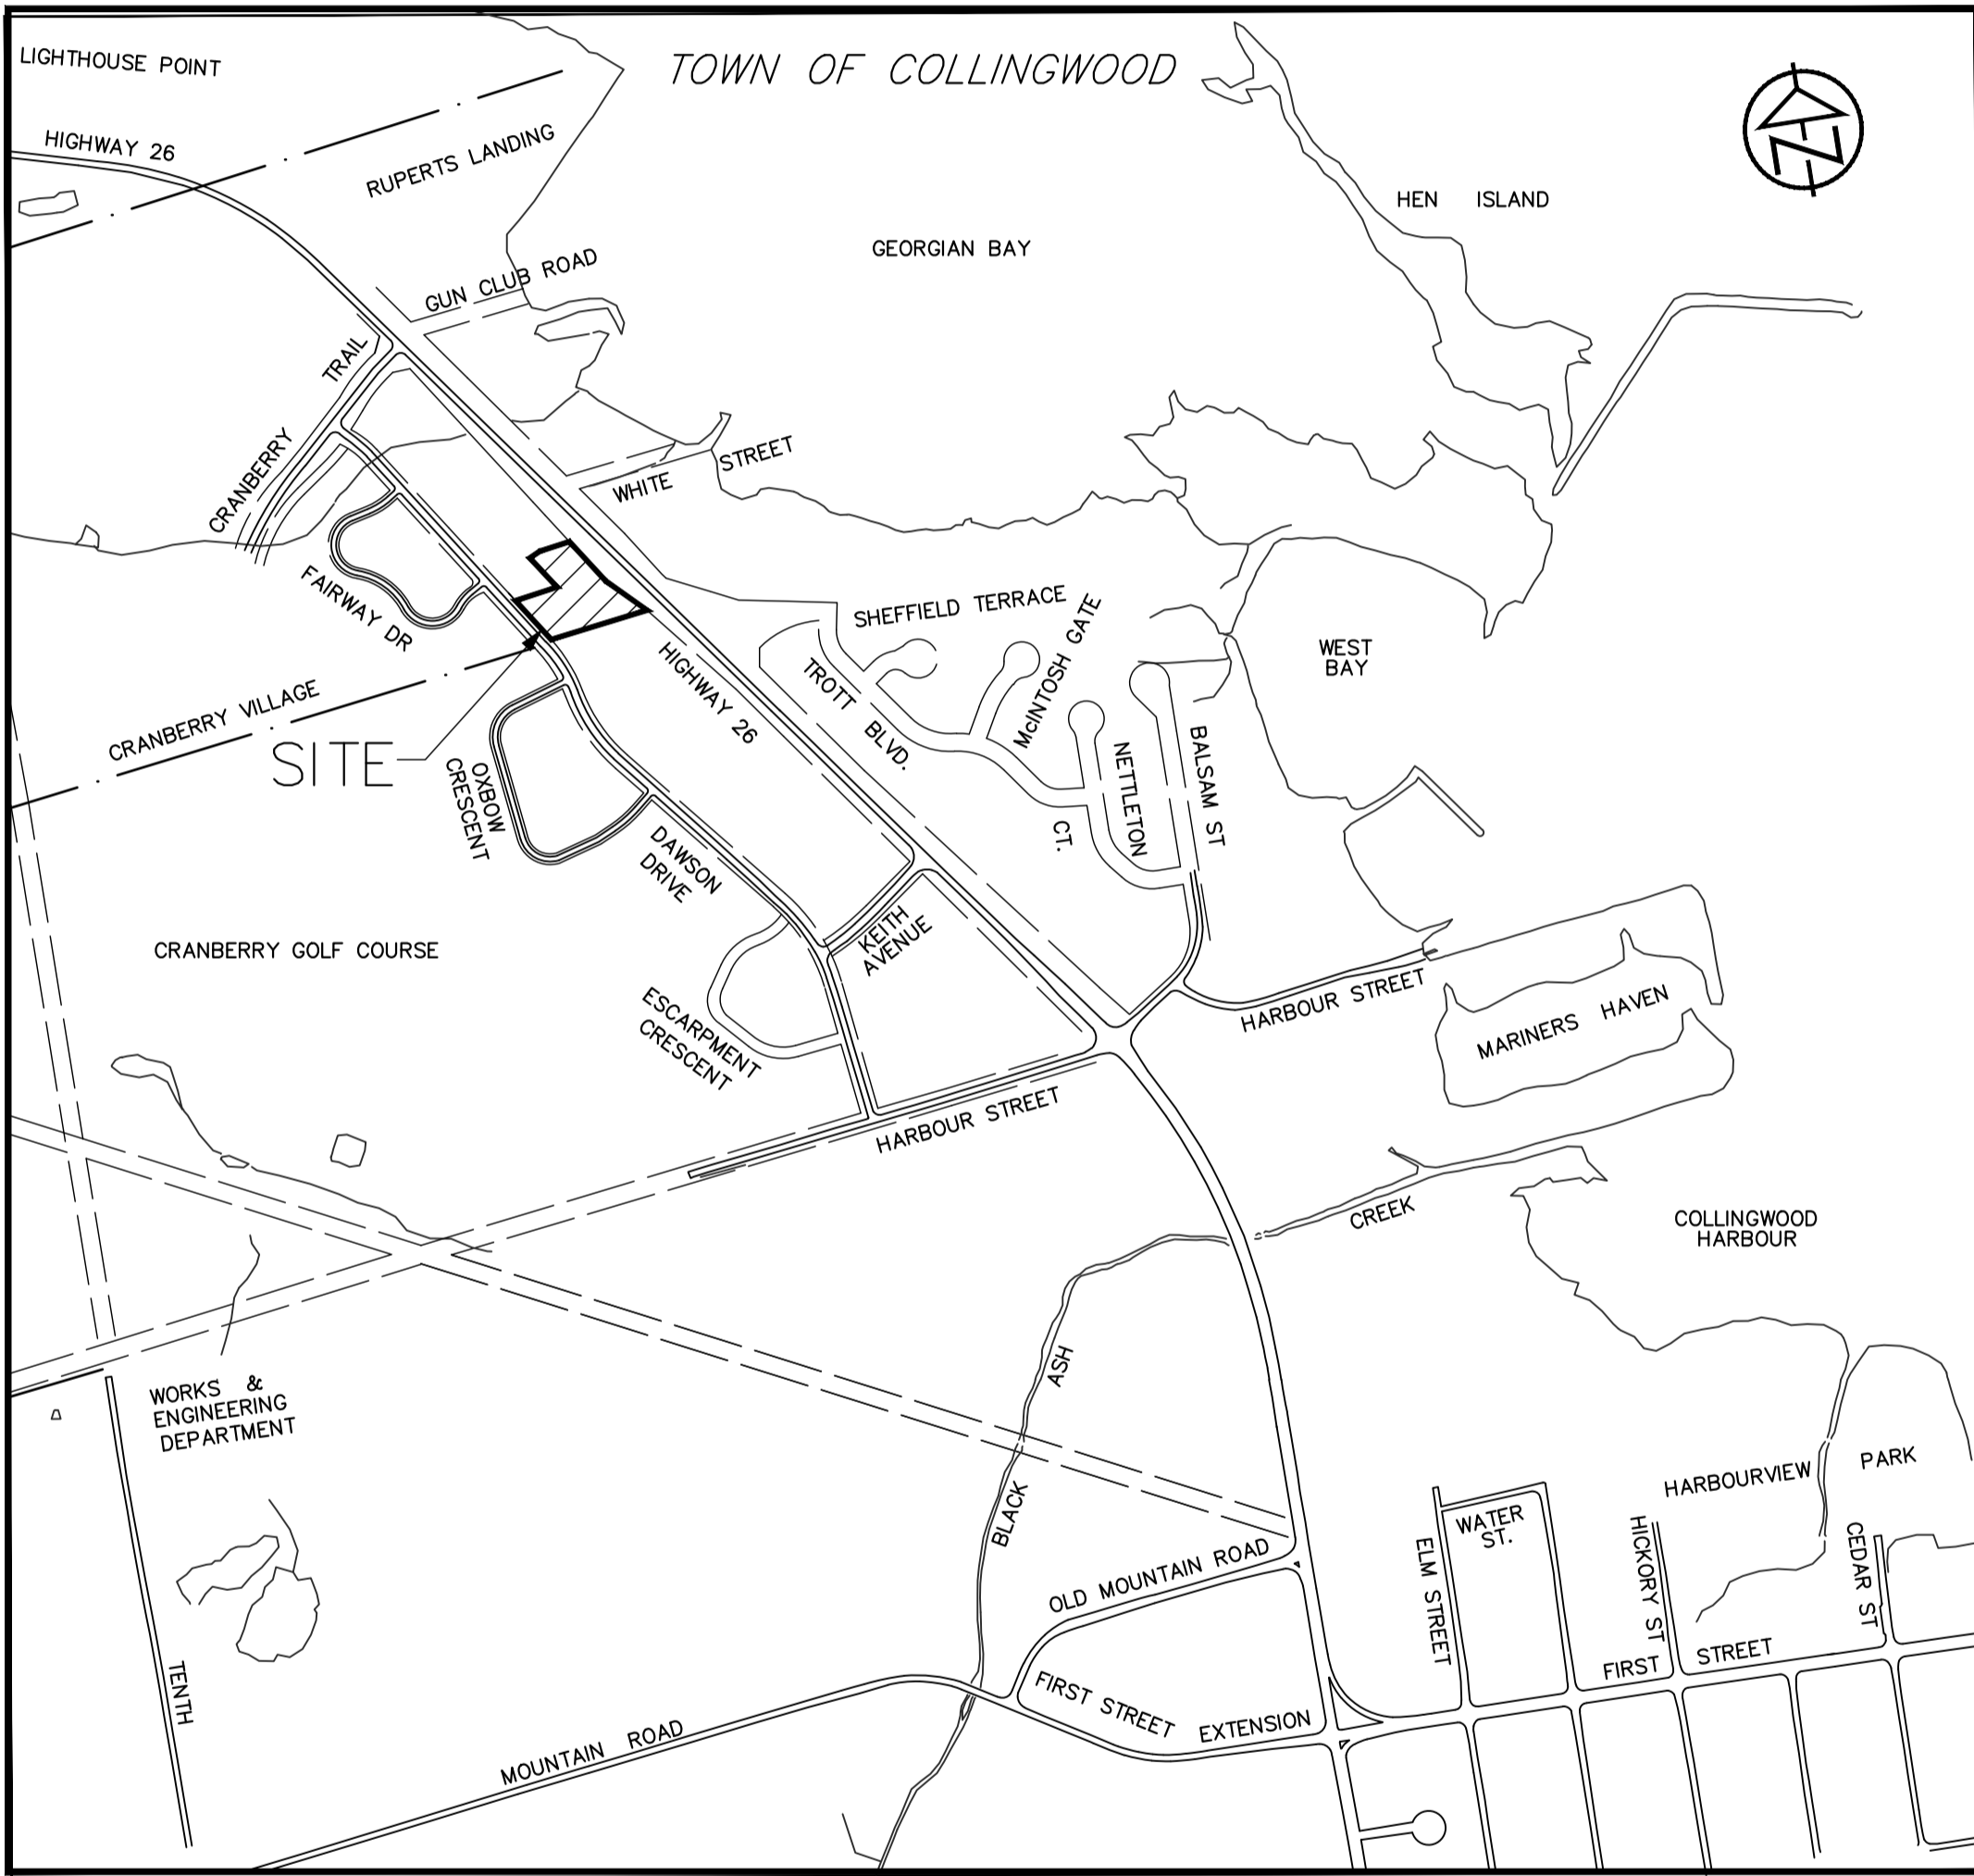 TOWN OF COLLINGWOOD
LIGHTHOUSE POINT
HIGHWAY 26
RUPERTS LANDING
N
HEN ISLAND
GEORGIAN BAY
GUN CLUB ROAD
CRANBERRY TRAIL
WHITE STREET
FAIRWAY DR
SHEFFIELD TERRACE
McINTOSH GATE
WEST
BAY
CRANBERRY VILLAGE
SITE
HIGHWAY 26
TROTT BLVD.
NETTLETON CT.
BALSAM ST
OXBOW
CRESCENT
DAWSON
DRIVE
KEITH
AVENUE
CRANBERRY GOLF COURSE
ESCARPMENT
CRESCENT
HARBOUR STREET
MARINERS HAVEN
HARBOUR STREET
BLACK ASH CREEK
COLLINGWOOD
HARBOUR
WORKS &
ENGINEERING
DEPARTMENT
HARBOURVIEW PARK
WATER
ST.
ELM STREET
HICKORY ST
CEDAR ST
OLD MOUNTAIN ROAD
FIRST STREET
FIRST STREET EXTENSION
TENTH
MOUNTAIN ROAD